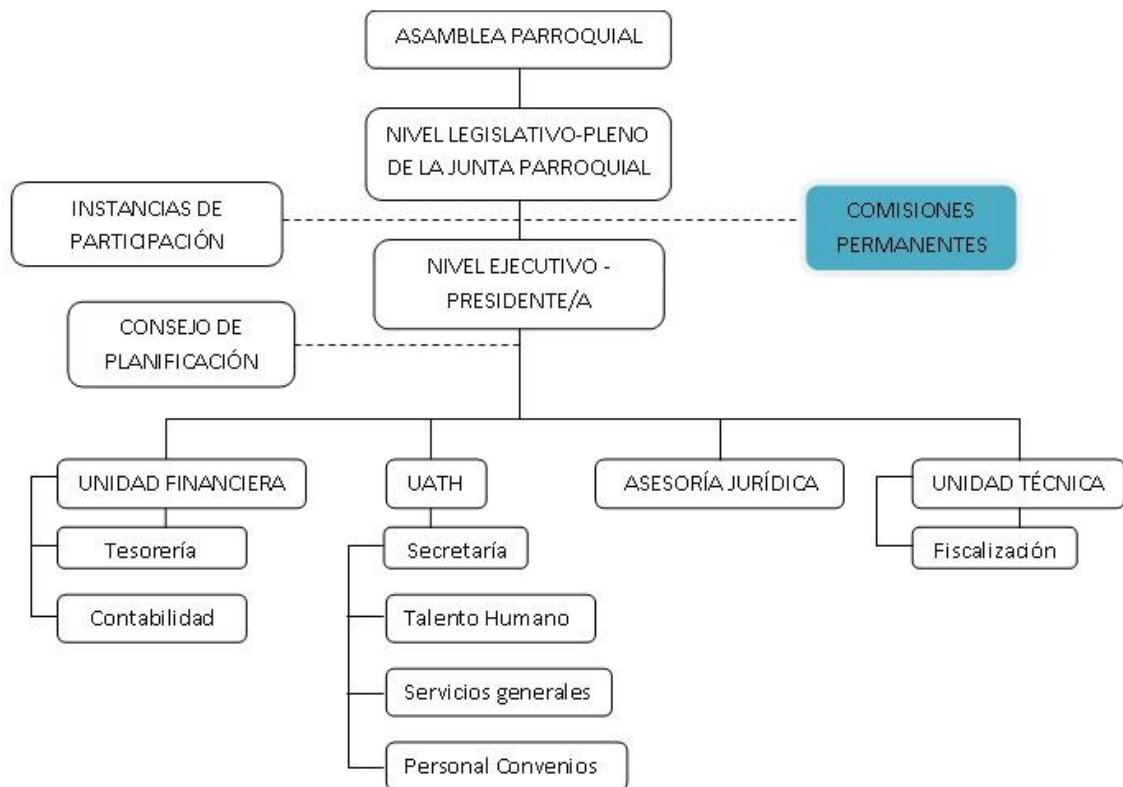 ASAMBLEA PARROQUIAL
NIVEL LEGISLATIVO-PLENO
DE LA JUNTA PARROQUIAL
INSTANCIAS DE
PARTICIPACIÓN
COMISIONES
PERMANENTES
NIVEL EJECUTIVO -
PRESIDENTE/A
CONSEJO DE
PLANIFICACIÓN
UNIDAD FINANCIERA
UATH
ASESORÍA JURÍDICA
UNIDAD TÉCNICA
Tesorería
Secretaría
Fiscalización
Contabilidad
Talento Humano
Servicios generales
Personal Convenios